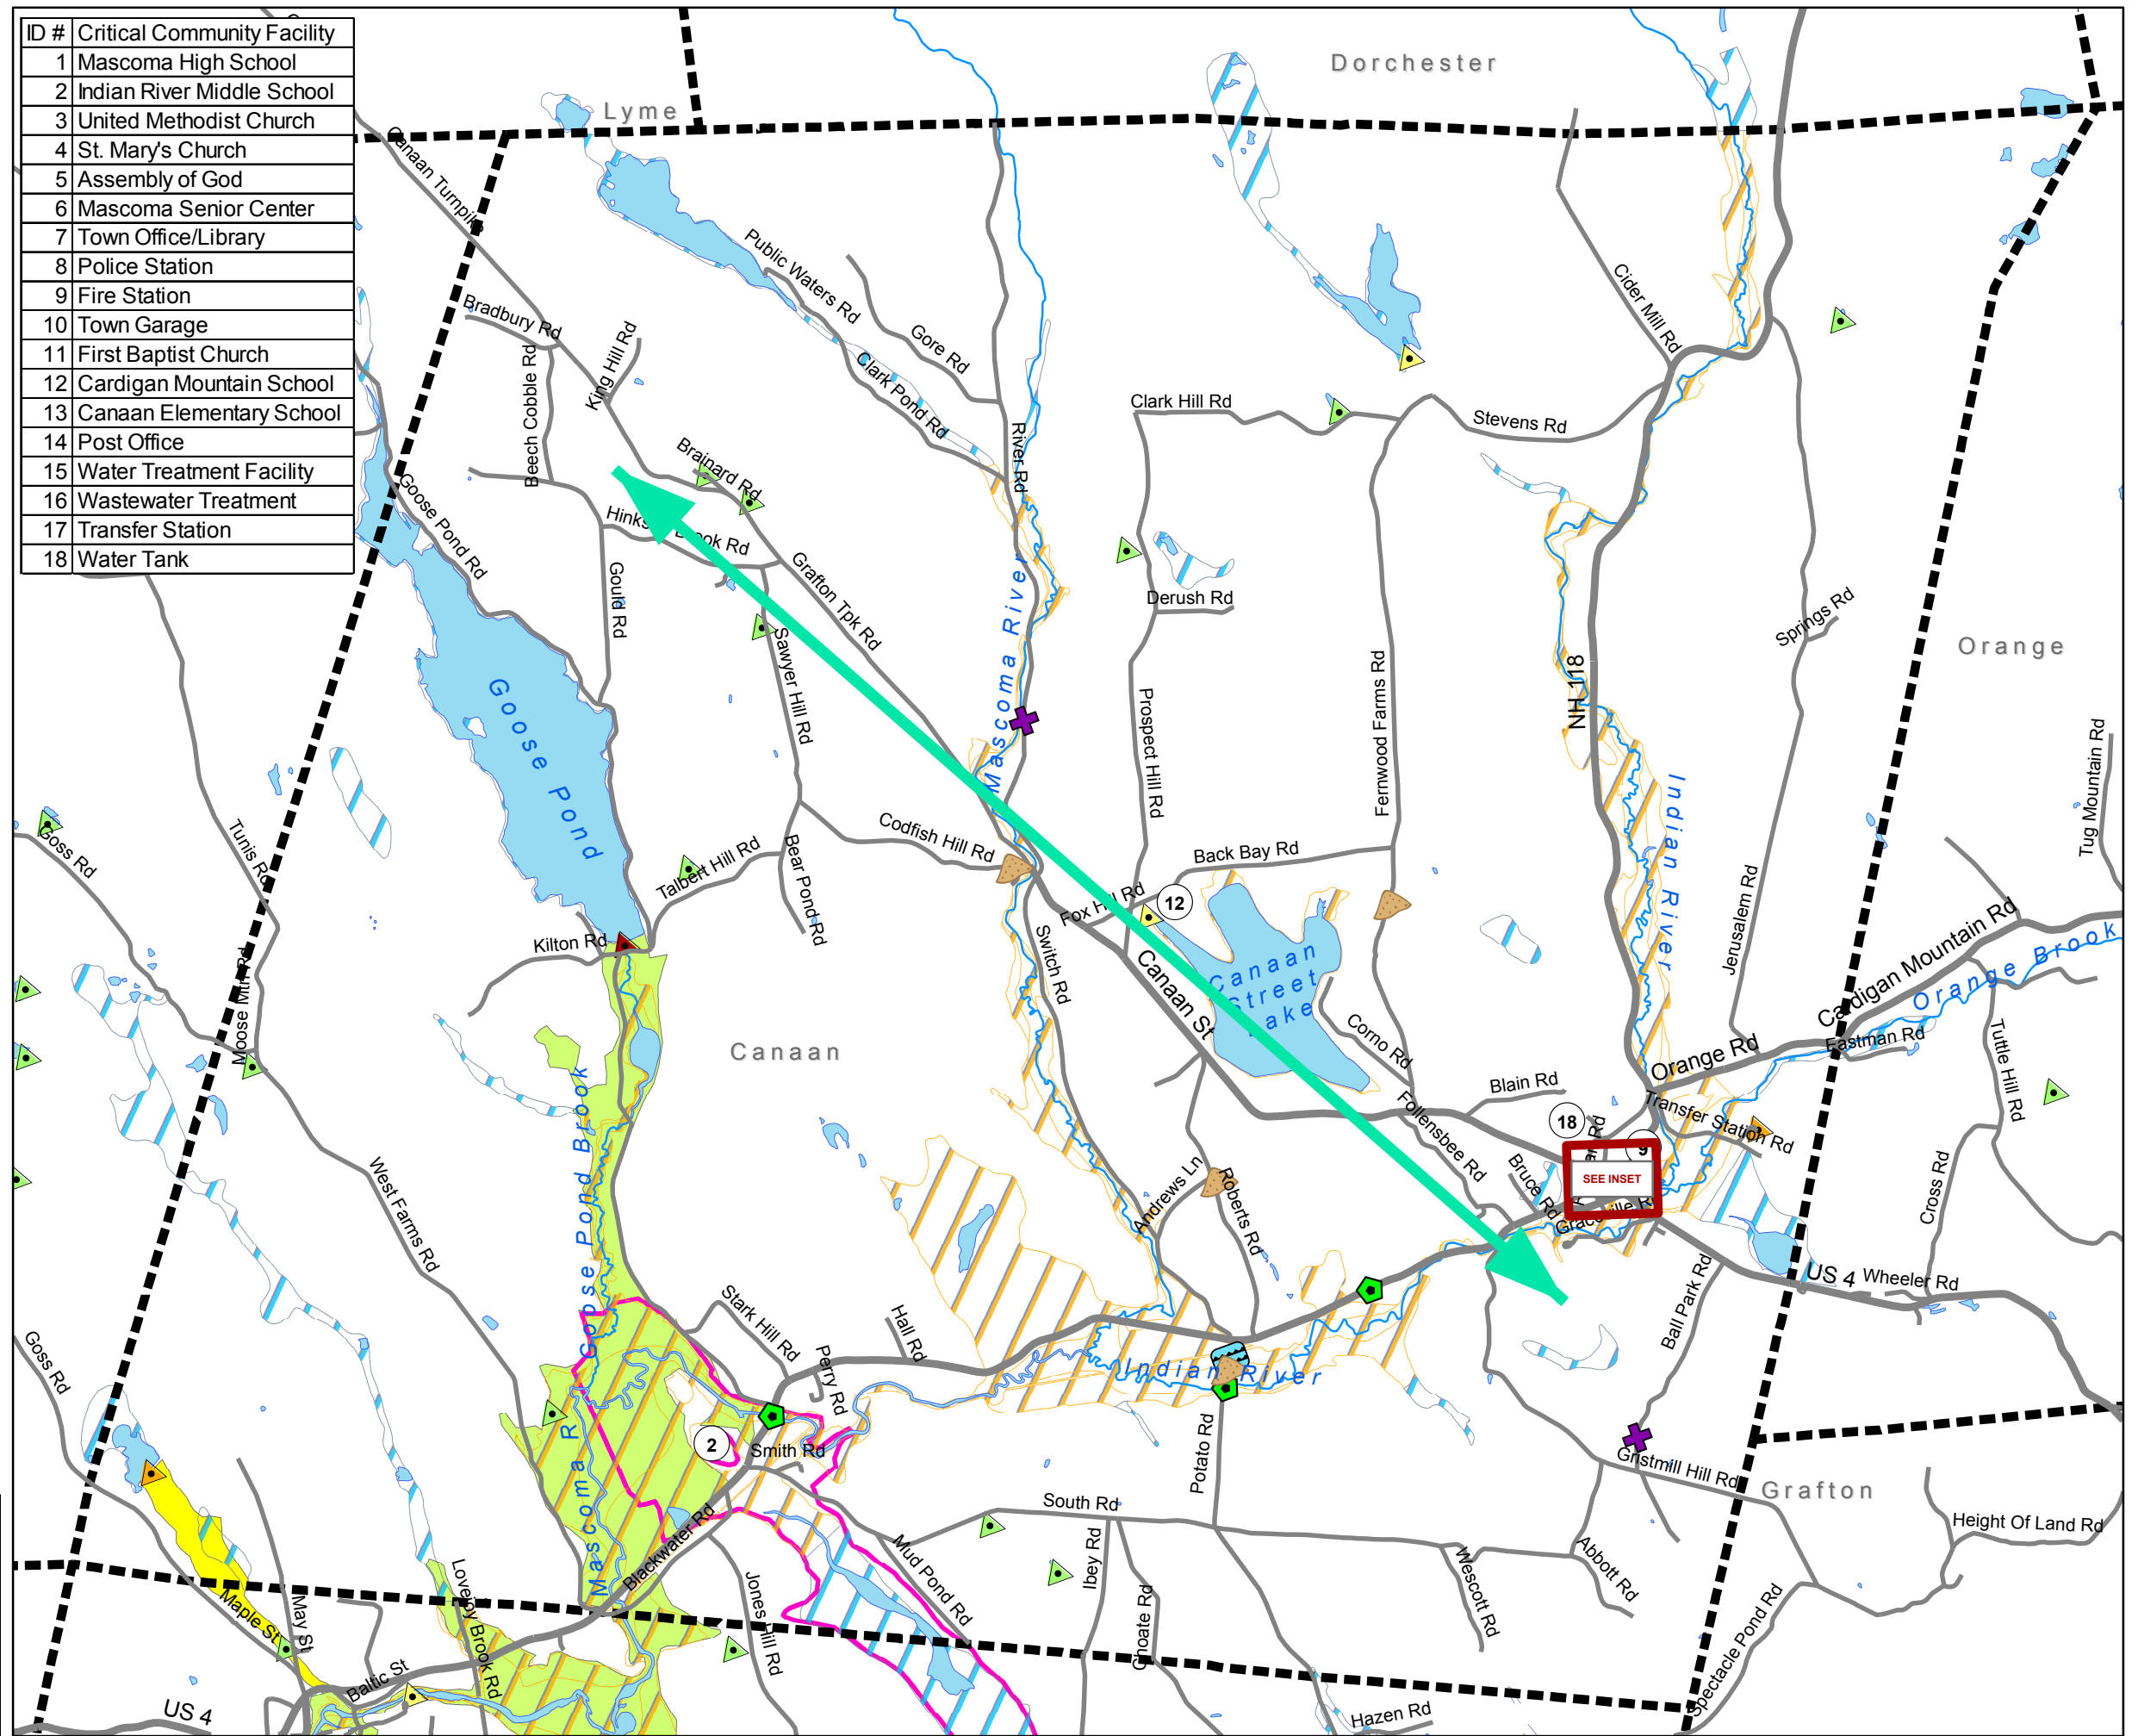 ID # Critical Community Facility
1 Mascoma High School
2 Indian River Middle School
3 United Methodist Church
4 St. Mary's Church
5 Assembly of God
6 Mascoma Senior Center
7 Town Office/Library
8 Police Station
9 Fire Station
10 Town Garage
11 First Baptist Church
12 Cardigan Mountain School
13 Canaan Elementary School
14 Post Office
15 Water Treatment Facility
16 Wastewater Treatment
17 Transfer Station
18 Water Tank
Dorchester
Lyme
Canaan Turnpike
Public Waters Rd
Gore Rd
Cider Mill Rd
Bradbury Rd
King Hill Rd
Beech Cobble Rd
Clark Pond Rd
Clark Hill Rd
Stevens Rd
Brainard Rd
River Rd
Goose Pond Rd
Brook Rd
Gould Rd
Grafton Tpk Rd
Derush Rd
Springs Rd
Orange
Sawyer Hill Rd
Mascoma River
Prospect Hill Rd
Fernwood Farms Rd
NH 118
Goose Pond
Indian River
Tug Mountain Rd
Goss Rd
Tunis Rd
Codfish Hill Rd
Talbert Hill Rd
Bear Pond Rd
Back Bay Rd
Fox Hill Rd
12
Jerusalem Rd
Cardigan Mountain Rd
Orange Brook
Kilton Rd
Switch Rd
Canaan St
Canaan
Street
Lake
Moose Mtn Rd
Canaan
Corno Rd
Orange Rd
Eastman Rd
Tuttle Hill Rd
Blain Rd
Follensbee Rd
Transfer Station Rd
18
9
SEE INSET
Goose Pond Brook
West Farms Rd
Andrews Ln
Roberts Rd
Bruce Rd
Cross Rd
US 4
Wheeler Rd
Ball Park Rd
Stark Hill Rd
Hall Rd
Perry Rd
Indian River
Goss Rd
2
Smith Rd
Mascoma R
Potato Rd
Gristmill Hill Rd
Grafton
South Rd
Height Of Land Rd
Blackwater Rd
Mud Pond Rd
Ibey Rd
Choate Rd
Wescott Rd
Abbott Rd
Maple St
May St
Lovejoy Brook Rd
Jones Hill Rd
Spectacle Pond Rd
Baltic St
US 4
Hazen Rd